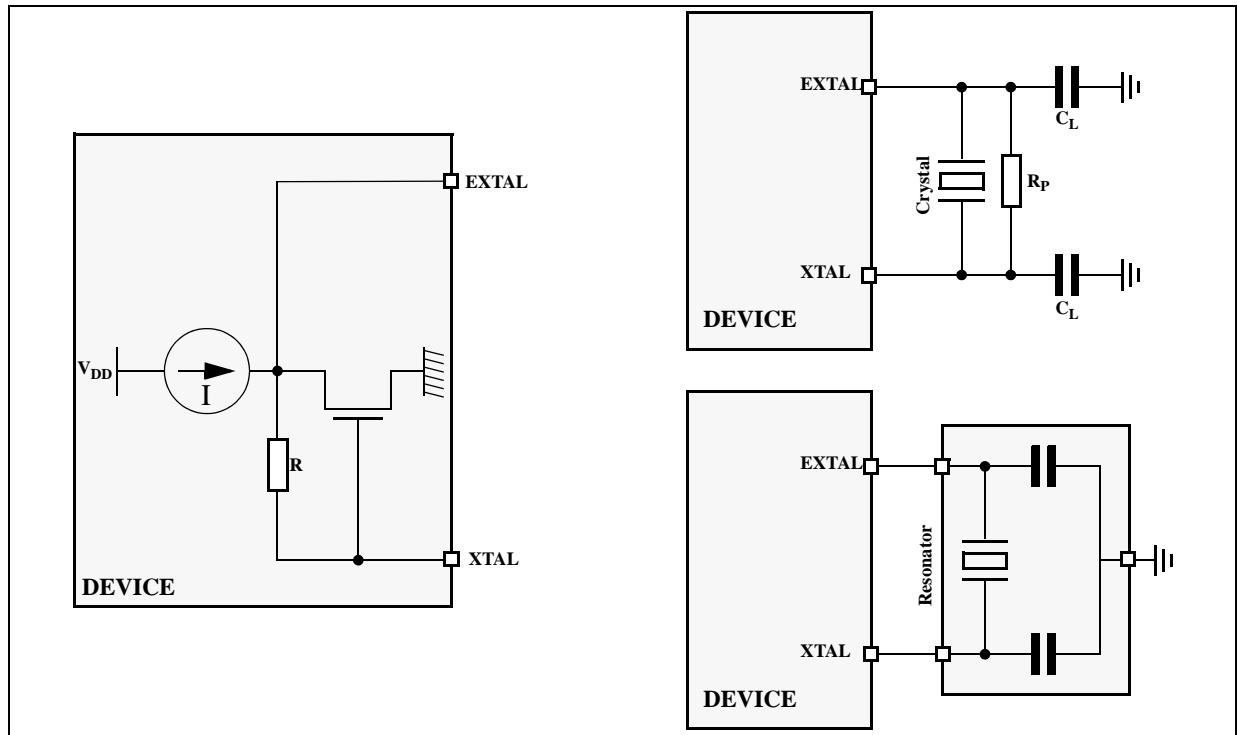 EXTAL
V_DD
I
R
XTAL
DEVICE
EXTAL
C_L
Crystal
R_P
XTAL
C_L
DEVICE
EXTAL
Resonator
XTAL
DEVICE